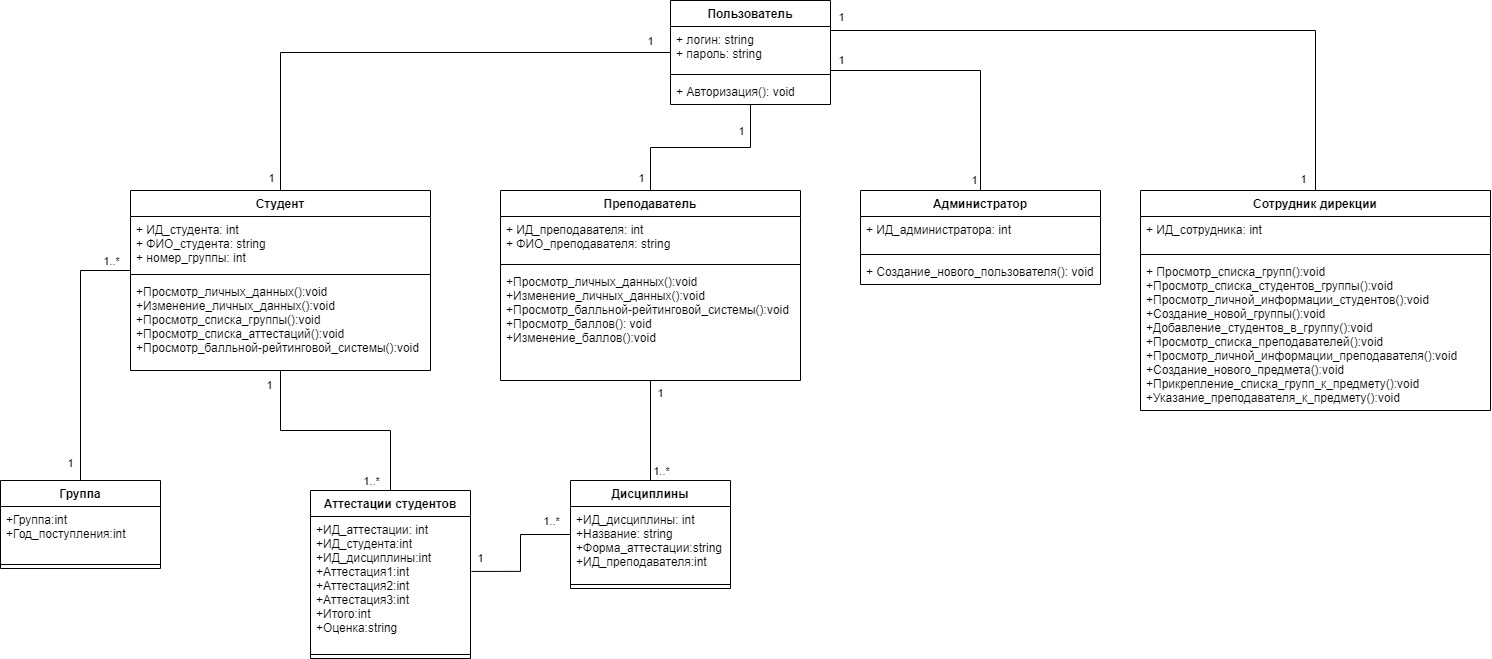 Пользователь
+ логин: string
+ пароль: string
+ Авторизация(): void
1
1
1
1
1
1
1
1
Студент
+ ИД_студента: int
+ ФИО_студента: string
+ номер_группы: int
+Просмотр_личных_данных():void
+Изменение_личных_данных():void
+Просмотр_списка_группы():void
+Просмотр_списка_аттестаций():void
+Просмотр_балльной-рейтинговой_системы():void
Преподаватель
+ ИД_преподавателя: int
+ ФИО_преподавателя: string
+Просмотр_личных_данных():void
+Изменение_личных_данных():void
+Просмотр_балльной-рейтинговой_системы():void
+Просмотр_баллов(): void
+Изменение_баллов():void
Администратор
+ ИД_администратора: int
+ Создание_нового_пользователя(): void
Сотрудник дирекции
+ ИД_сотрудника: int
+ Просмотр_списка_групп():void
+Просмотр_списка_студентов_группы():void
+Просмотр_личной_информации_студентов():void
+Создание_новой_группы():void
+Добавление_студентов_в_группу():void
+Просмотр_списка_преподавателей():void
+Просмотр_личной_информации_преподавателя():void
+Создание_нового_предмета():void
+Прикрепление_списка_групп_к_предмету():void
+Указание_преподавателя_к_предмету():void
1..*
1
1
1..*
1
1..*
1..*
1
Группа
+Группа:int
+Год_поступления:int
Аттестации студентов
+ИД_аттестации: int
+ИД_студента:int
+ИД_дисциплины:int
+Аттестация1:int
+Аттестация2:int
+Аттестация3:int
+Итого:int
+Оценка:string
Дисциплины
+ИД_дисциплины: int
+Название: string
+Форма_аттестации:string
+ИД_преподавателя:int